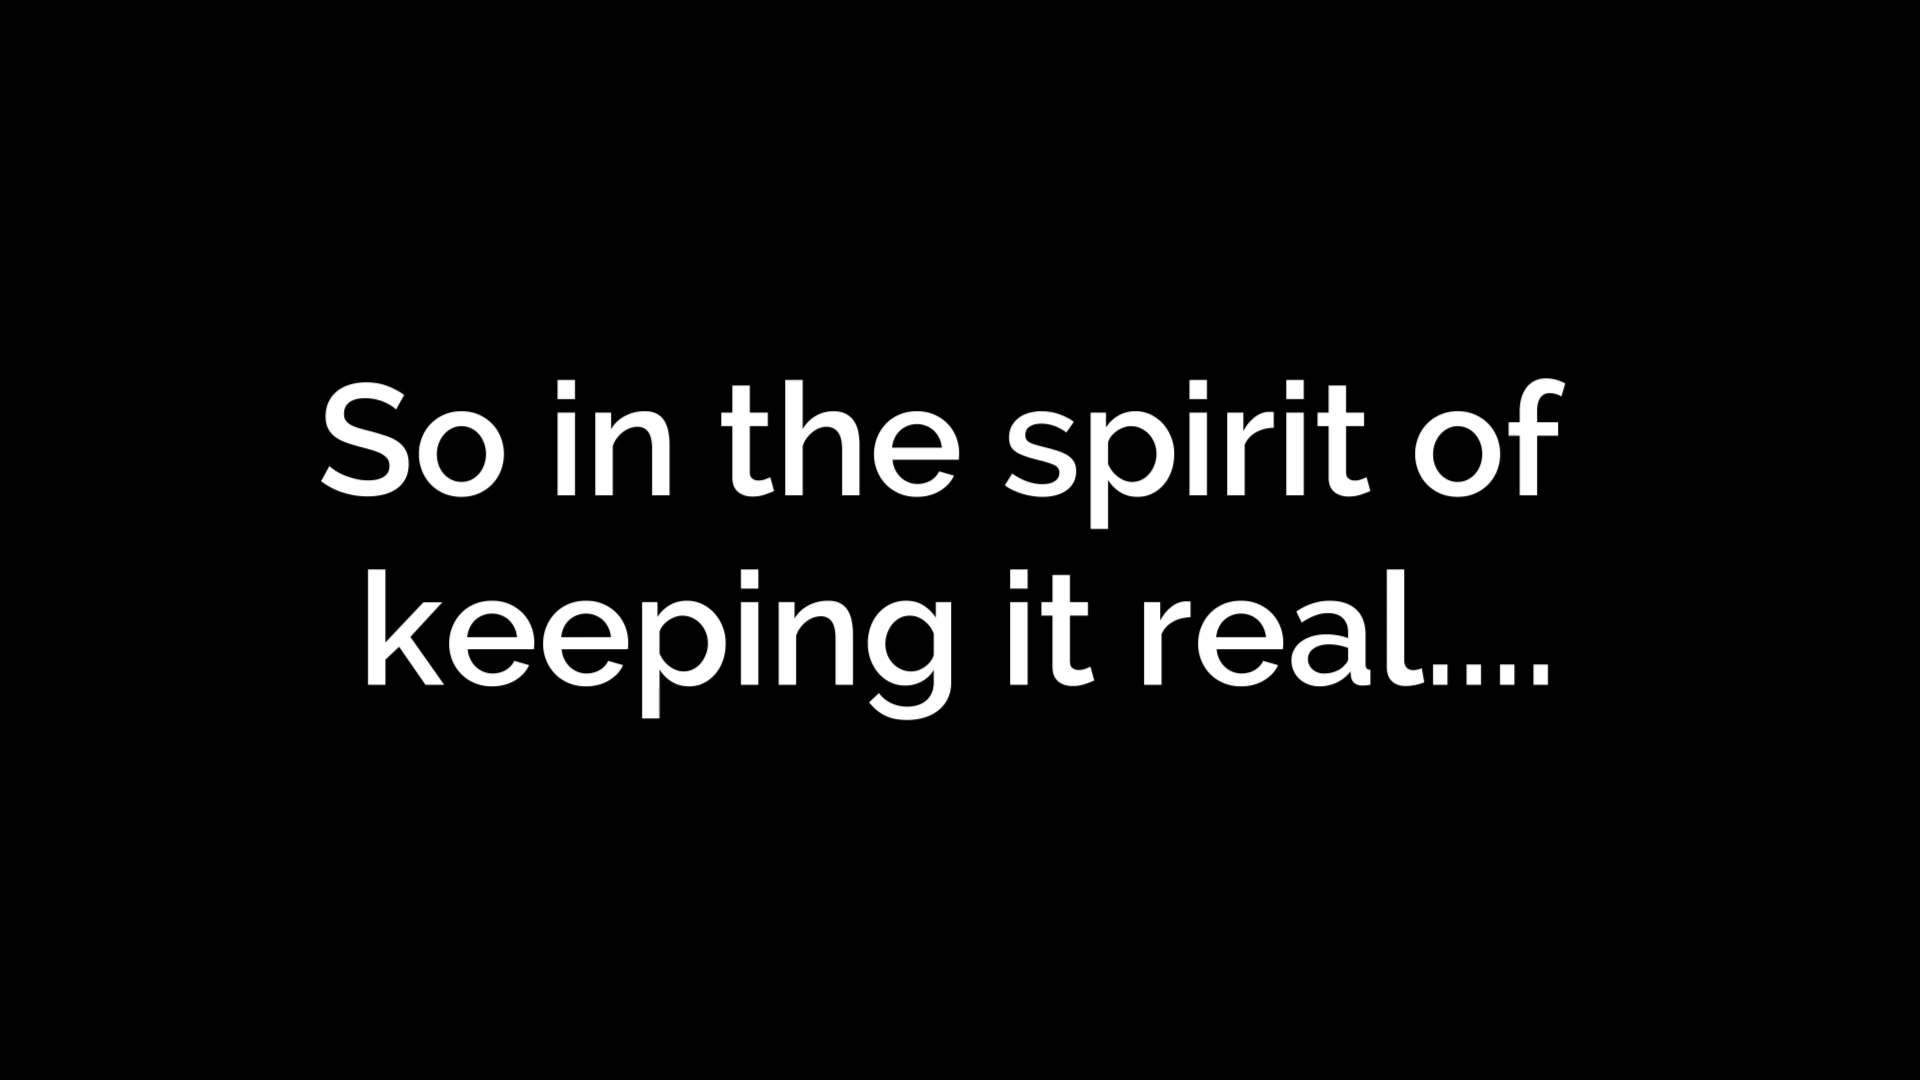 So in the spirit of
keeping it real....